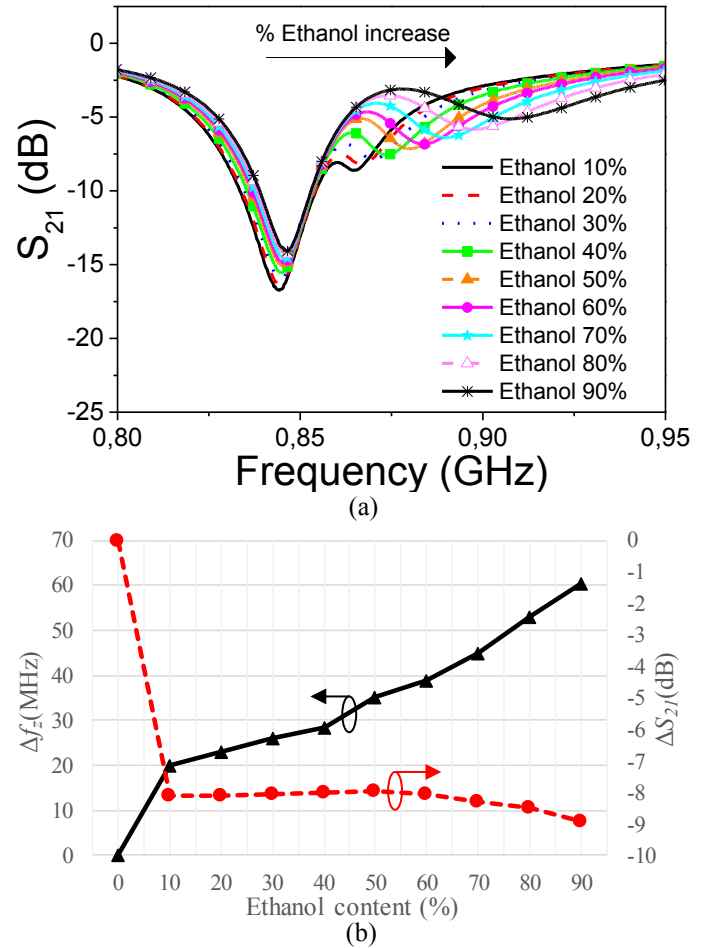 % Ethanol increase
0
-5
-10
-15
-20
-25
S21 (dB)
Ethanol 10%
Ethanol 20%
Ethanol 30%
Ethanol 40%
Ethanol 50%
Ethanol 60%
Ethanol 70%
Ethanol 80%
Ethanol 90%
0,80 0,85 0,90 0,95
Frequency (GHz)
(a)
70
60
50
40
30
20
10
0
Δfz(MHz)
0
-1
-2
-3
-4
-5
-6
-7
-8
-9
-10
ΔS21(dB)
0 10 20 30 40 50 60 70 80 90
Ethanol content (%)
(b)